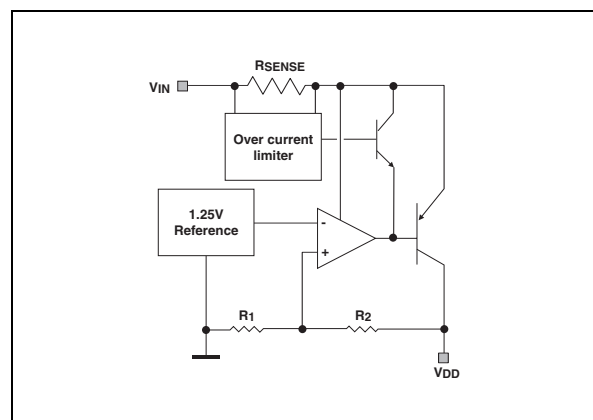 RSENSE
VIN
Over current
limiter
1.25V
Reference
-
+
R1
R2
VDD